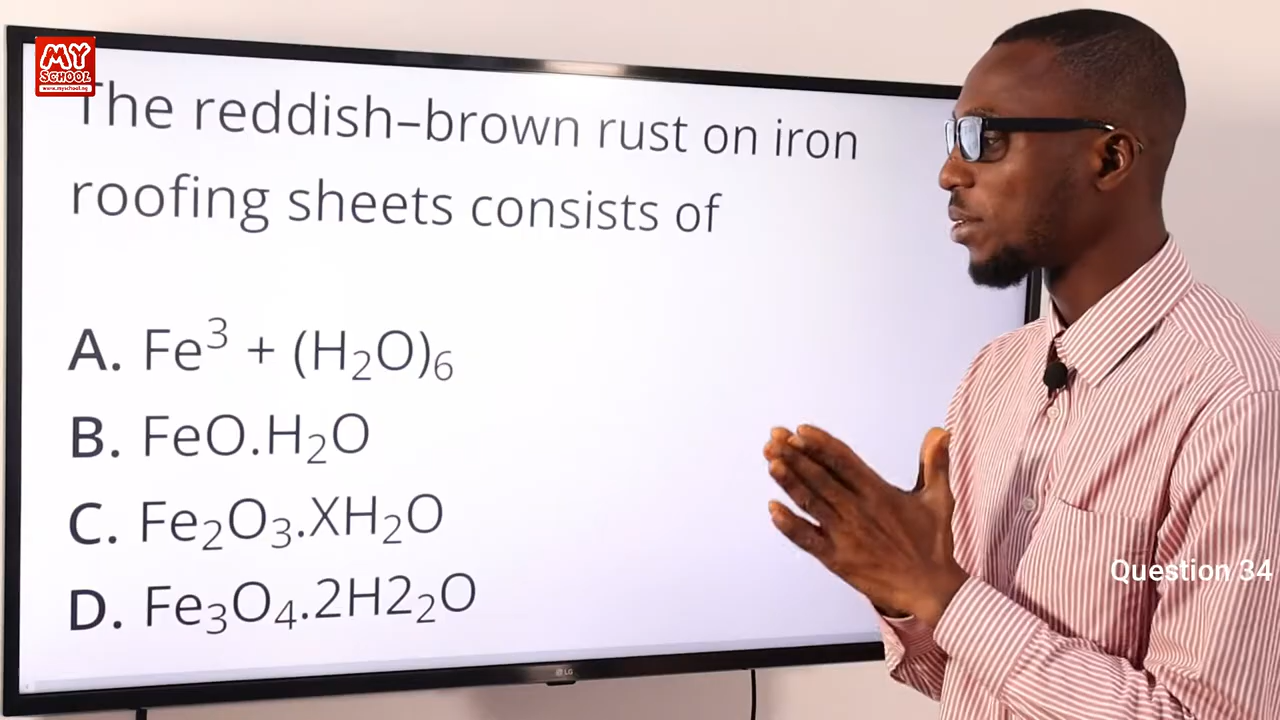 MY
SCHOOL
www.myschool.ng
The reddish–brown rust on iron
roofing sheets consists of
A. Fe³ + (H₂O)₆
B. FeO.H₂O
C. Fe₂O₃.XH₂O
D. Fe₃O₄.2H2₂O
Question 34
LG